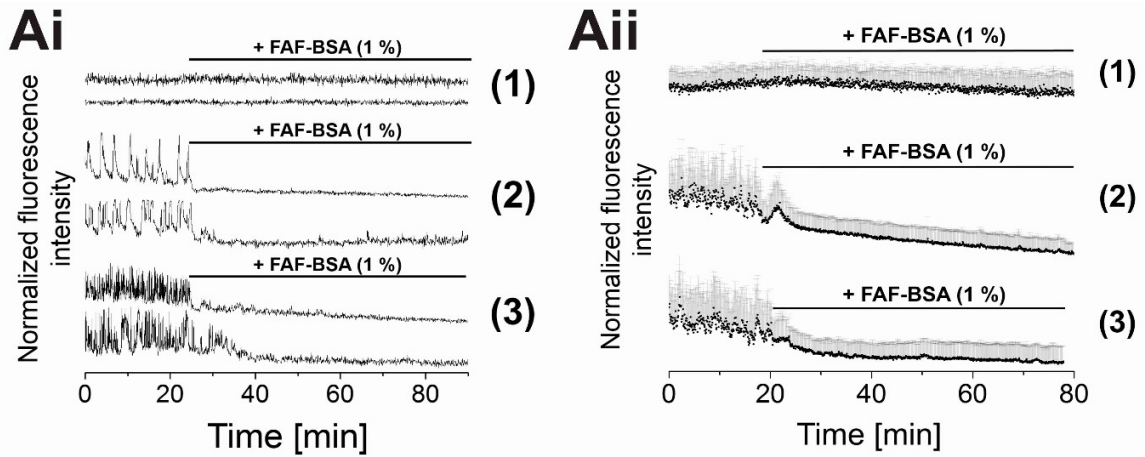 Ai
+ FAF-BSA (1 %)
(1)
+ FAF-BSA (1 %)
(2)
+ FAF-BSA (1 %)
(3)
Normalized fluorescence
intensity
0 20 40 60 80
Time [min]
Aii
+ FAF-BSA (1 %)
(1)
+ FAF-BSA (1 %)
(2)
+ FAF-BSA (1 %)
(3)
Normalized fluorescence
intensity
0 20 40 60 80
Time [min]